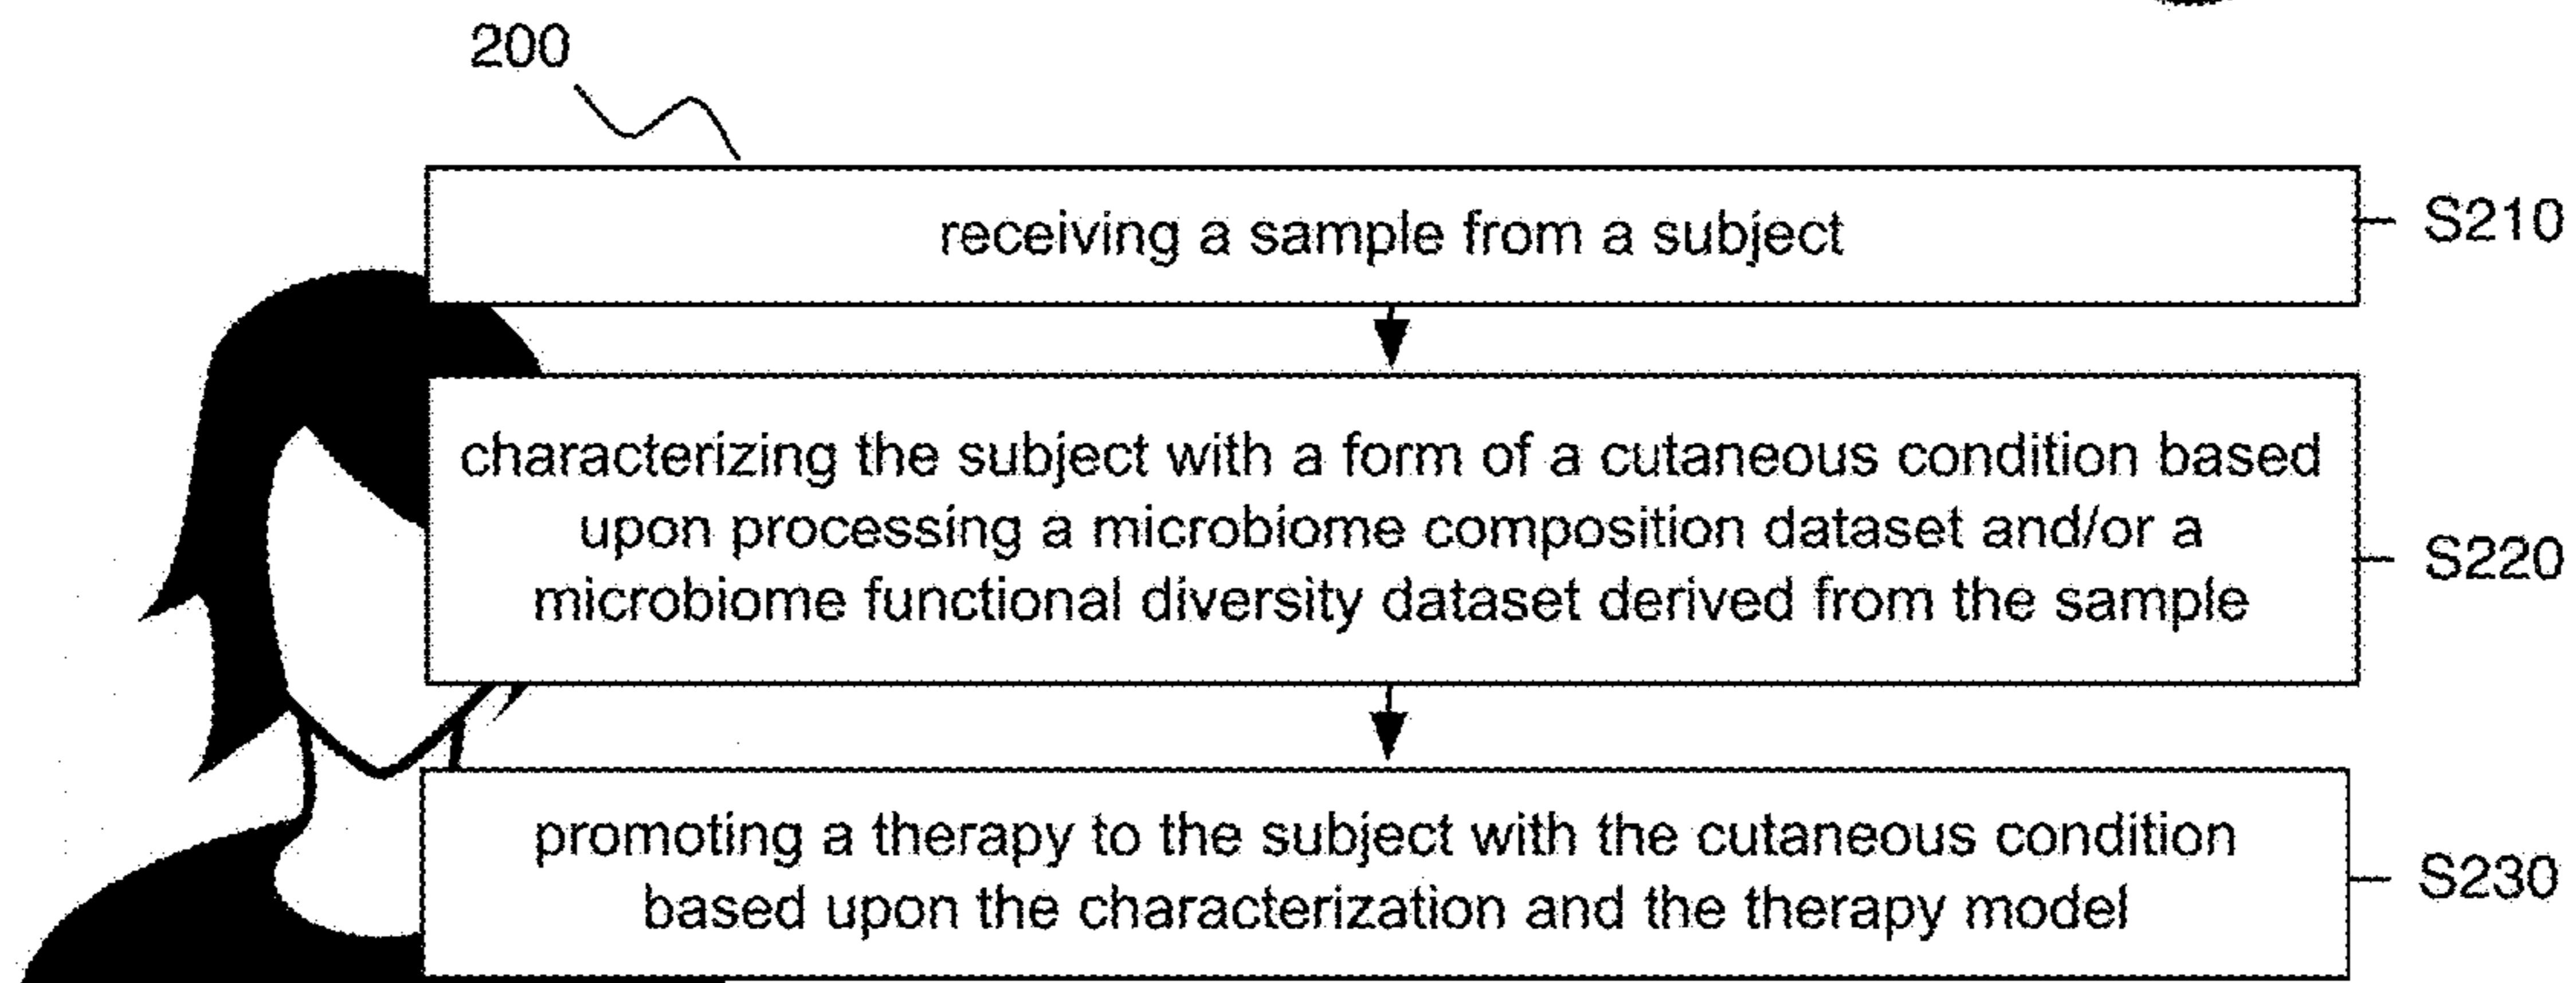 200
receiving a sample from a subject
S210
characterizing the subject with a form of a cutaneous condition based
upon processing a microbiome composition dataset and/or a
microbiome functional diversity dataset derived from the sample
S220
promoting a therapy to the subject with the cutaneous condition
based upon the characterization and the therapy model
S230